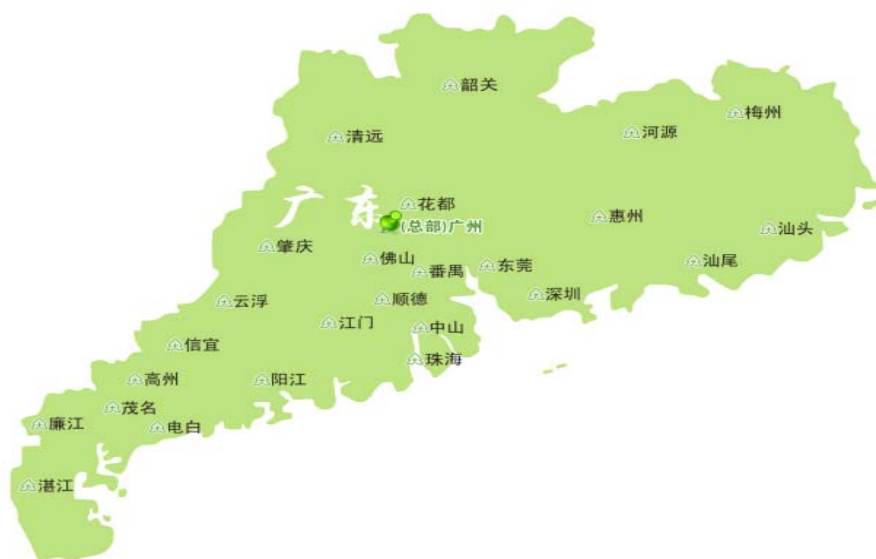 韶关
梅州
河源
清远
广东
花都
惠州
(总部)广州
汕头
肇庆
佛山
东莞
汕尾
番禺
深圳
云浮
顺德
江门
中山
信宜
珠海
高州
阳江
茂名
廉江
电白
湛江